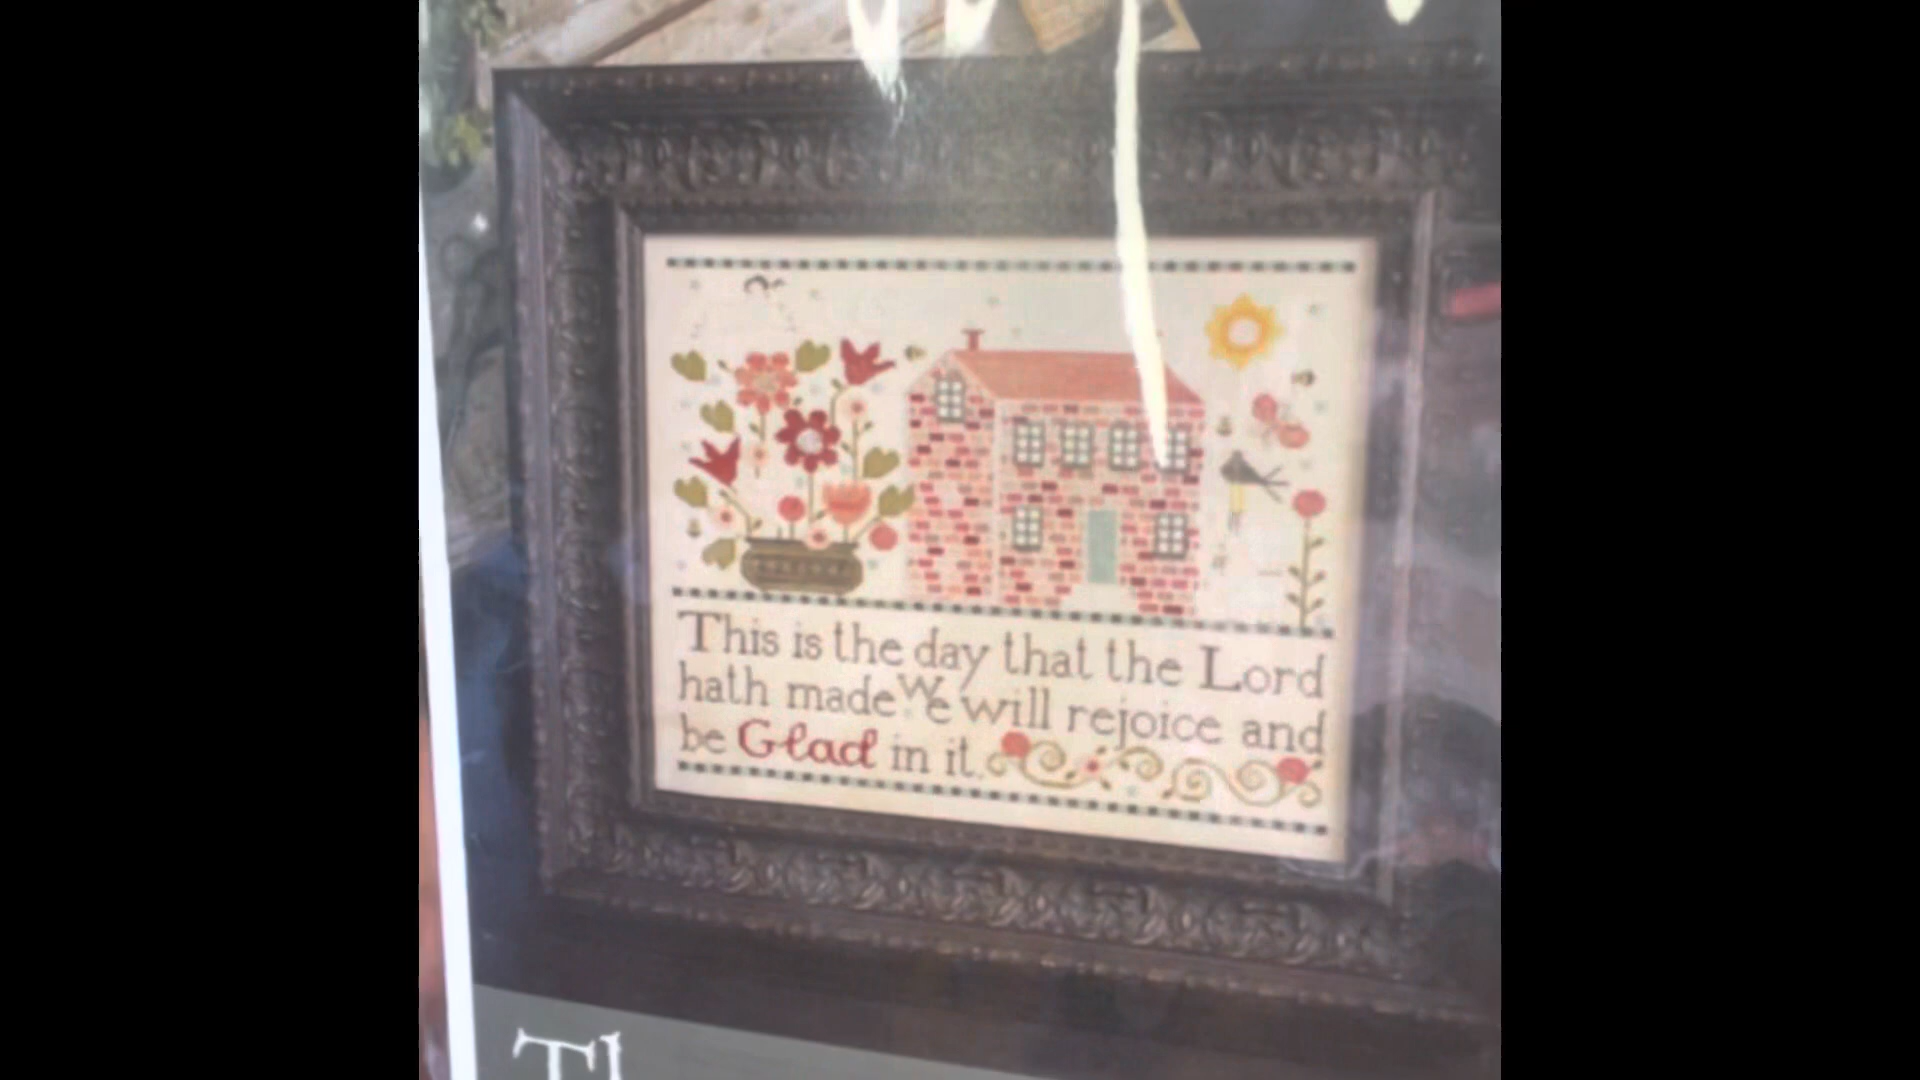 This is the day that the Lord
hath made We will rejoice and
be Glad in it.